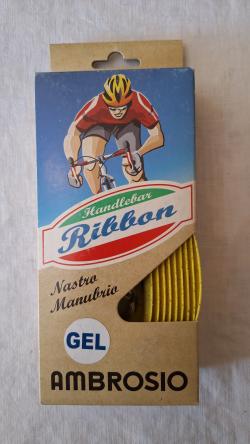 Handlebar
Ribbon
Nastro
Manubrio
GEL
AMBROSIO